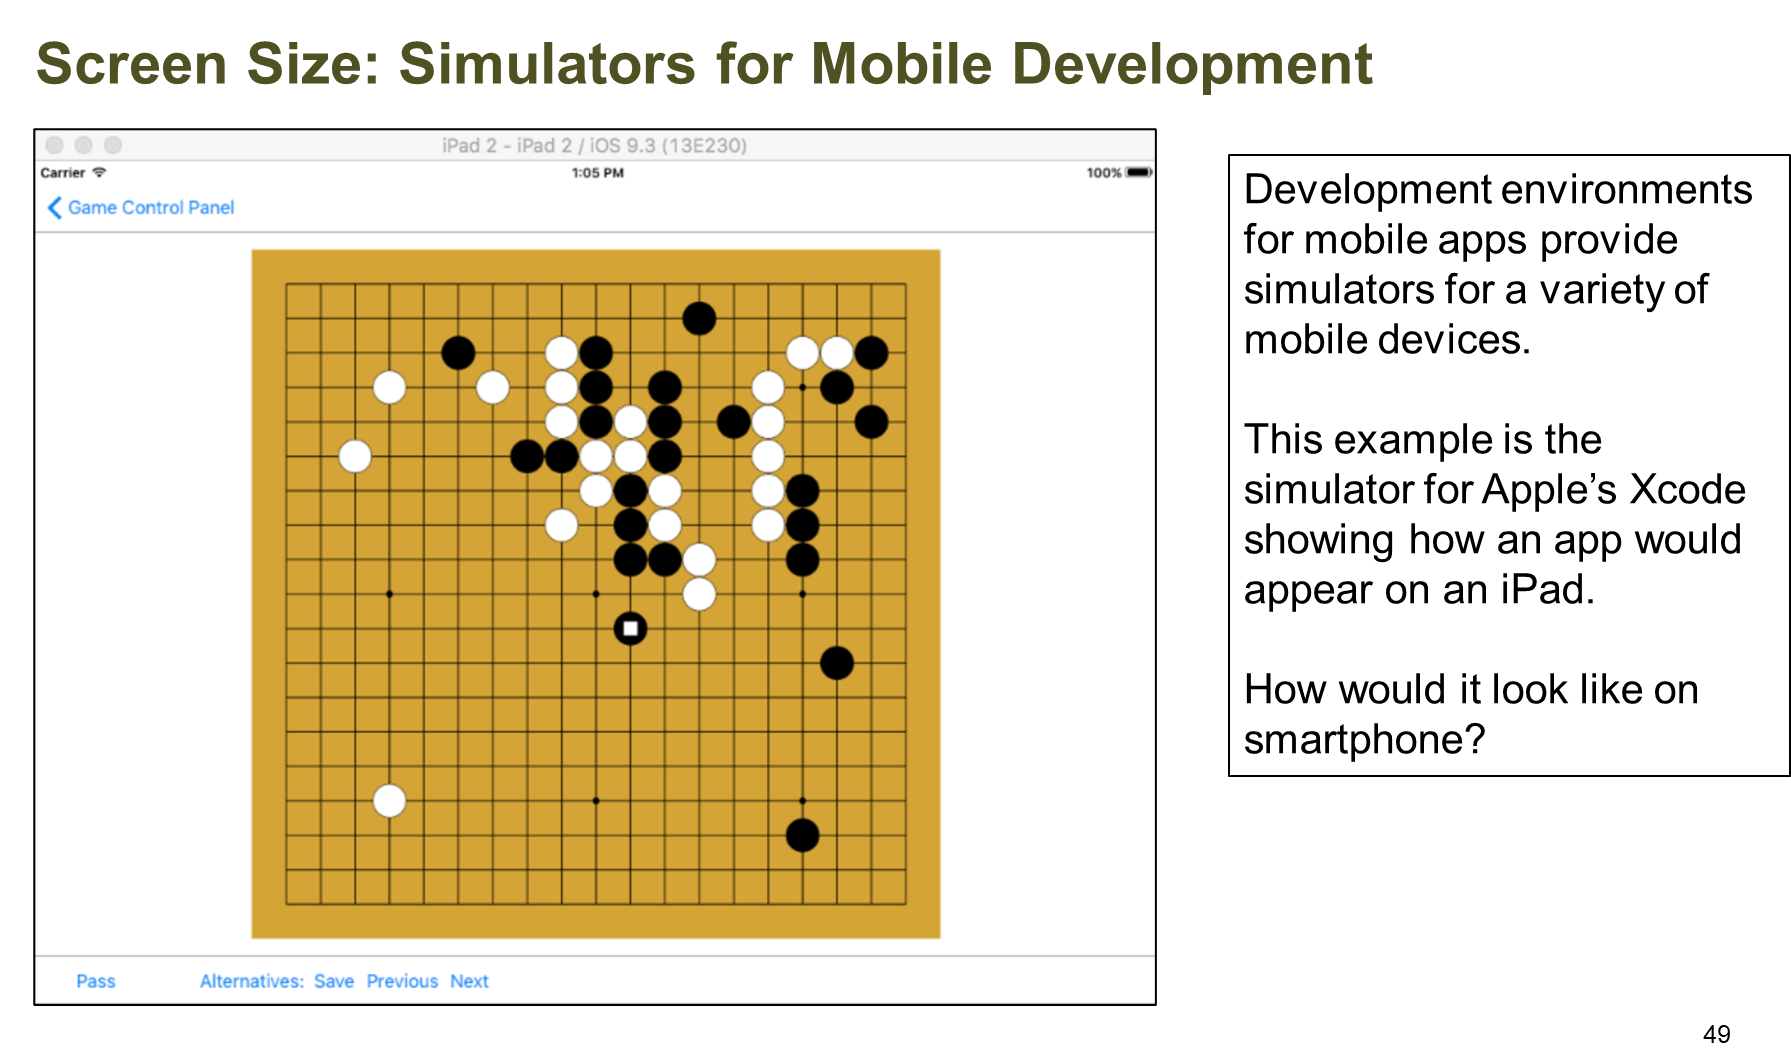 Screen Size: Simulators for Mobile Development
iPad 2 - iPad 2 / iOS 9.3 (13E230)
Carrier
1:05 PM
100%
Game Control Panel
Pass
Alternatives: Save Previous Next
Development environments
for mobile apps provide
simulators for a variety of
mobile devices.
This example is the
simulator for Apple’s Xcode
showing how an app would
appear on an iPad.
How would it look like on
smartphone?
49